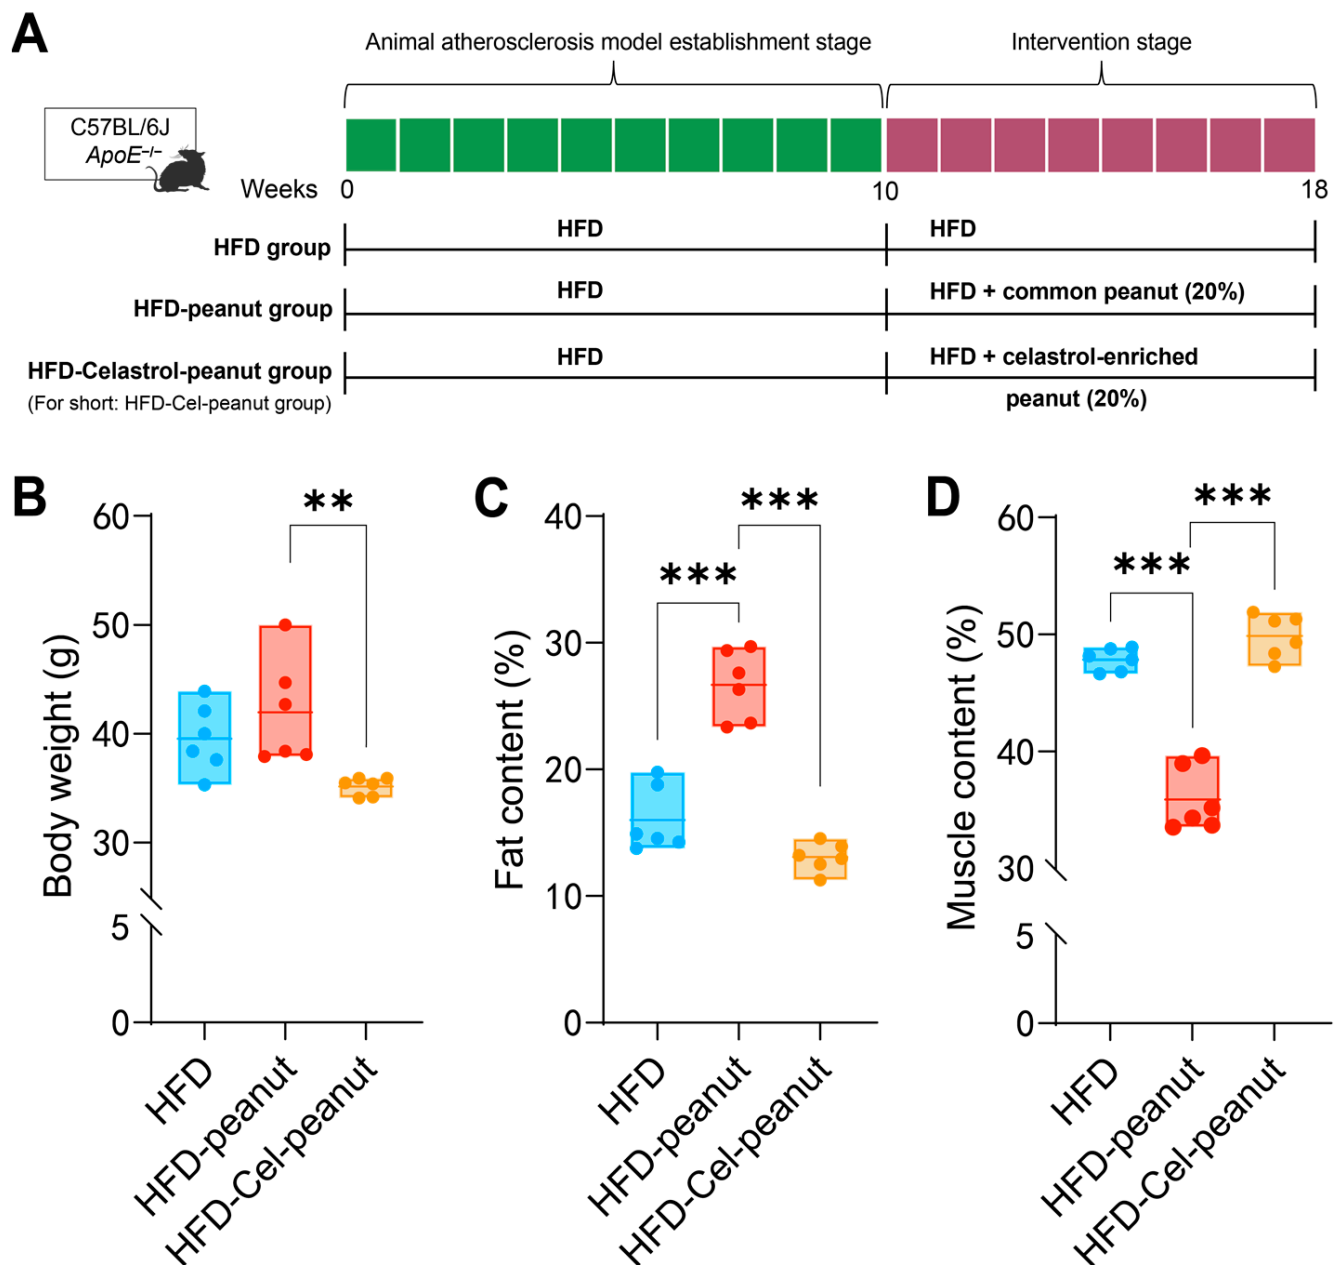 A
Animal atherosclerosis model establishment stage
Intervention stage
C57BL/6J
ApoE–/–
Weeks
0
10
18
HFD group
HFD
HFD
HFD-peanut group
HFD
HFD + common peanut (20%)
HFD-Celastrol-peanut group
(For short: HFD-Cel-peanut group)
HFD
HFD + celastrol-enriched
peanut (20%)
B
Body weight (g)
60
50
40
30
5
0
**
HFD
HFD-peanut
HFD-Cel-peanut
C
Fat content (%)
40
30
20
10
0
***
***
HFD
HFD-peanut
HFD-Cel-peanut
D
Muscle content (%)
60
50
40
30
5
0
***
***
HFD
HFD-peanut
HFD-Cel-peanut